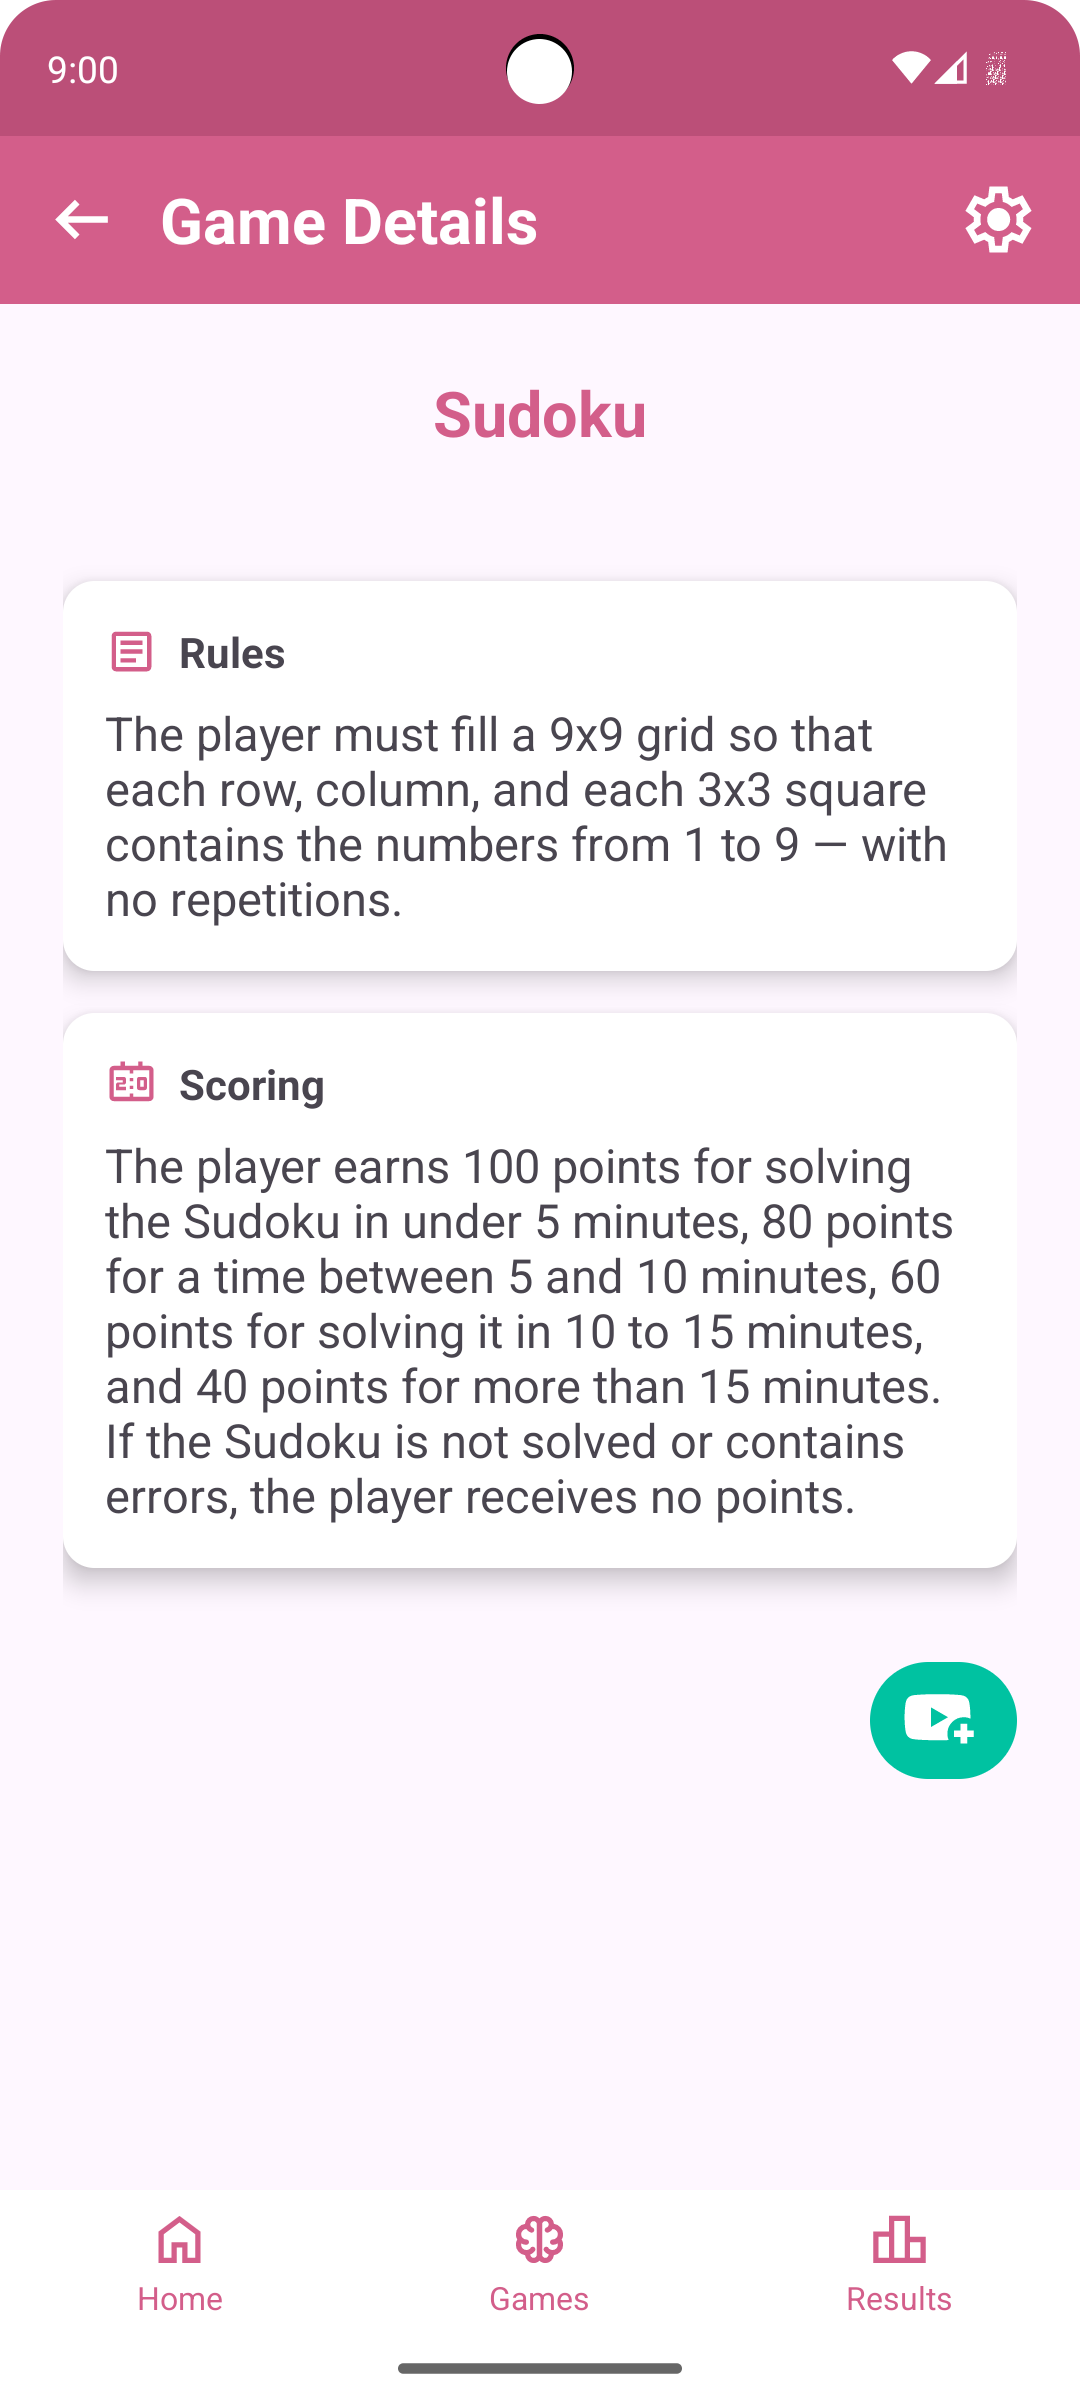 9:00
Game Details
Sudoku
Rules
The player must fill a 9x9 grid so that
each row, column, and each 3x3 square
contains the numbers from 1 to 9 – with
no repetitions.
2:0
Scoring
The player earns 100 points for solving
the Sudoku in under 5 minutes, 80 points
for a time between 5 and 10 minutes, 60
points for solving it in 10 to 15 minutes,
and 40 points for more than 15 minutes.
If the Sudoku is not solved or contains
errors, the player receives no points.
Home
Games
Results